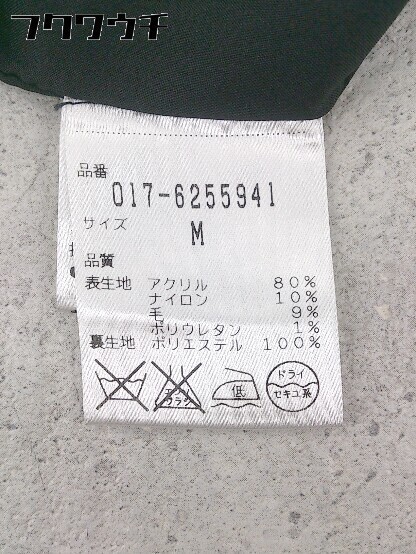 フクワウチ
品番
017-6255941
サイズ
M
品質
表生地 アクリル 80%
ナイロン 10%
毛 9%
ポリウレタン 1%
裏生地 ポリエステル 100%
低
ドライ
セキユ系